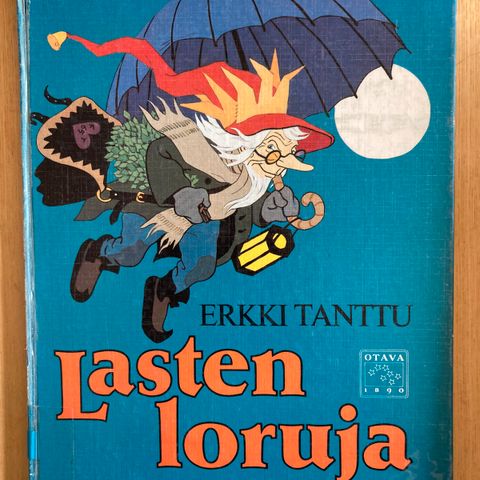 ERKKI TANTTU
OTAVA
1890
Lasten
loruja